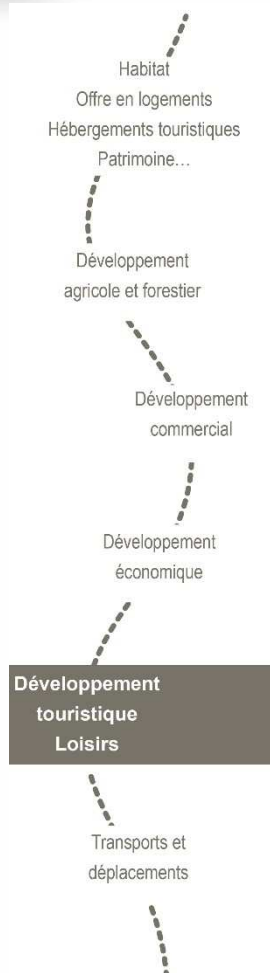 Habitat
Offre en logements
Hébergements touristiques
Patrimoine…
Développement
agricole et forestier
Développement
commercial
Développement
économique
Développement
touristique
Loisirs
Transports et
déplacements